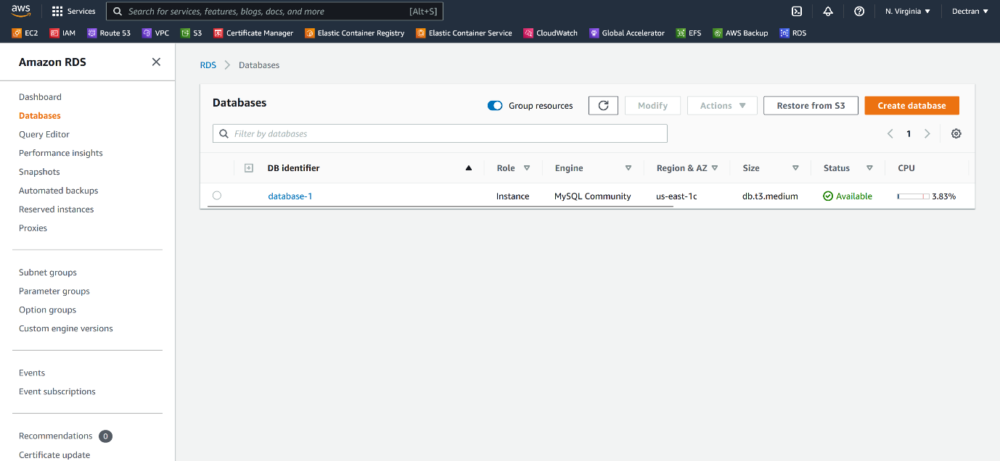 aws
Services
Search for services, features, blogs, docs, and more
[Alt+S]
N. Virginia
Dectran
EC2
IAM
Route 53
VPC
S3
Certificate Manager
Elastic Container Registry
Elastic Container Service
CloudWatch
Global Accelerator
EFS
AWS Backup
RDS
Amazon RDS
Dashboard
Databases
Query Editor
Performance insights
Snapshots
Automated backups
Reserved instances
Proxies
Subnet groups
Parameter groups
Option groups
Custom engine versions
Events
Event subscriptions
Recommendations 0
Certificate update
RDS > Databases
Databases
Group resources
Modify
Actions
Restore from S3
Create database
Filter by databases
1
DB identifier Role Engine Region & AZ Size Status CPU
database-1 Instance MySQL Community us-east-1c db.t3.medium Available 3.83%